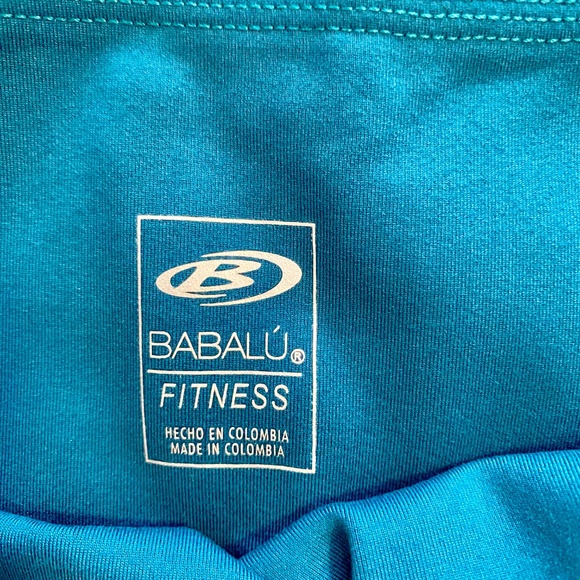 B
BABALÚ®
FITNESS
HECHO EN COLOMBIA
MADE IN COLOMBIA